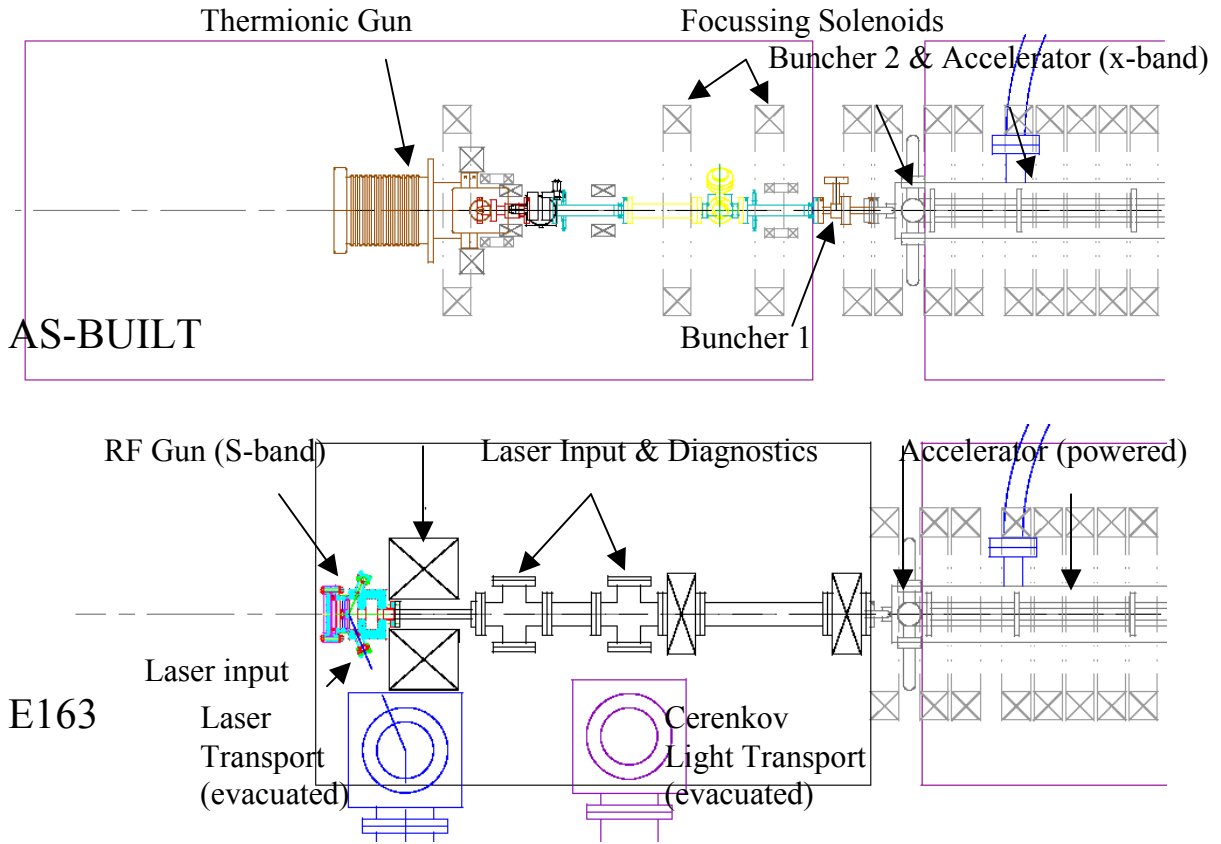 Thermionic Gun
Focussing Solenoids
Buncher 2 & Accelerator (x-band)
AS-BUILT
Buncher 1
RF Gun (S-band)
Laser Input & Diagnostics
Accelerator (powered)
Laser input
E163
Laser
Transport
(evacuated)
Cerenkov
Light Transport
(evacuated)